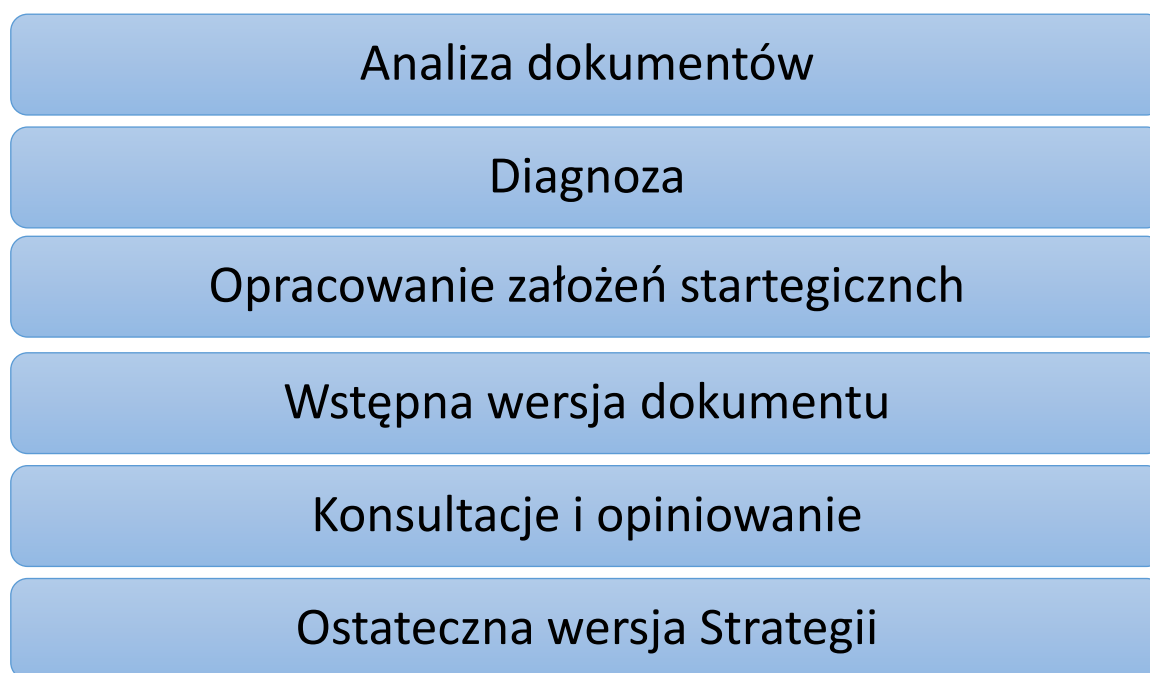 Analiza dokumentów
Diagnoza
Opracowanie założeń startegicznch
Wstępna wersja dokumentu
Konsultacje i opiniowanie
Ostateczna wersja Strategii